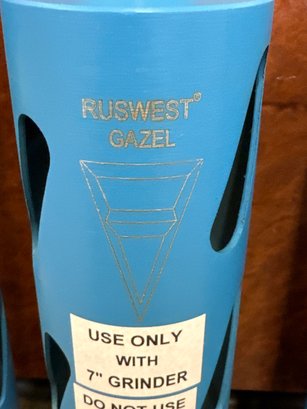 RUSWEST®
GAZEL
USE ONLY
WITH
7" GRINDER
DO NOT USE